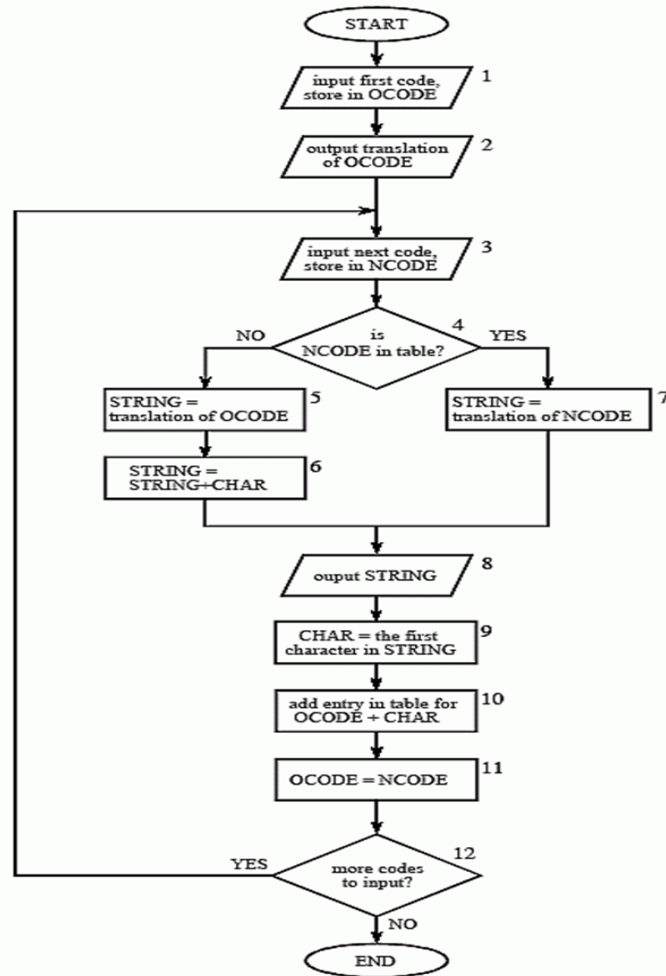 START
input first code,
store in OCODE
1
output translation
of OCODE
2
input next code,
store in NCODE
3
is
NCODE in table?
4
NO
YES
STRING =
translation of OCODE
5
STRING =
translation of NCODE
7
STRING =
STRING+CHAR
6
ouput STRING
8
CHAR = the first
character in STRING
9
add entry in table for
OCODE + CHAR
10
OCODE = NCODE
11
more codes
to input?
12
YES
NO
END